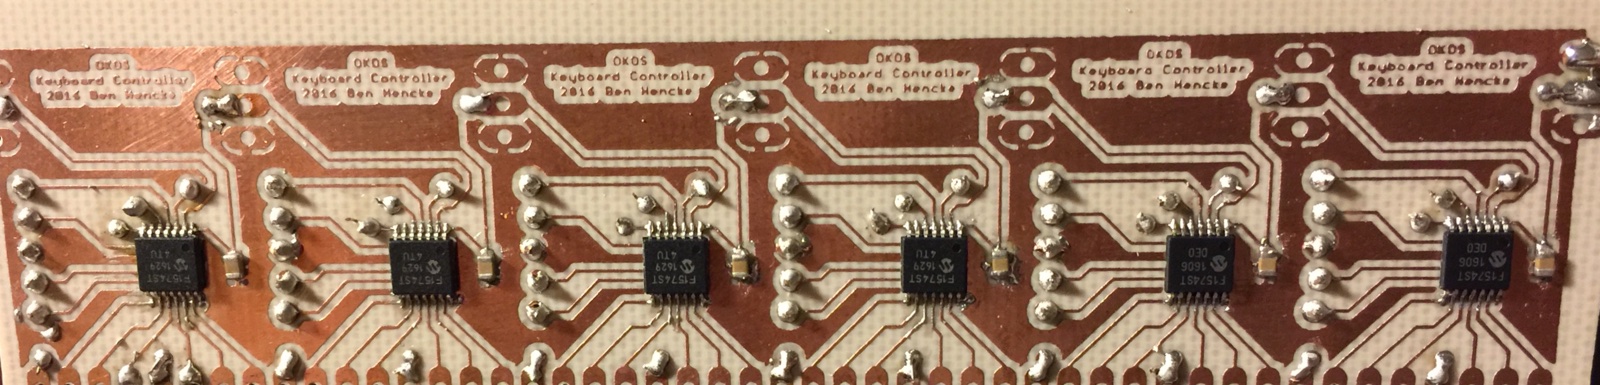 OKOS
Keyboard Controller
2016 Ben Hencke
OKOS
Keyboard Controller
2016 Ben Hencke
OKOS
Keyboard Controller
2016 Ben Hencke
OKOS
Keyboard Controller
2016 Ben Hencke
OKOS
Keyboard Controller
2016 Ben Hencke
OKOS
Keyboard Controller
2016 Ben Hencke
F1574ST
1629
4TU
F1574ST
1629
4TU
F1574ST
1629
4TU
F1574ST
1629
4TU
F1574ST
1606
DE0
F1574ST
1606
DE0